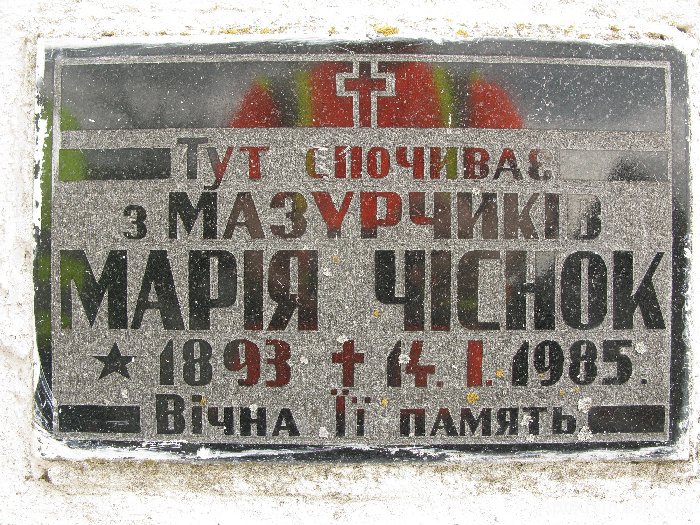 Тут спочиває
з МАЗУРЧИКІВ
МАРІЯ ЧІСНОК
★ 1893 ✝ 14. I. 1985.
Вічна Її память